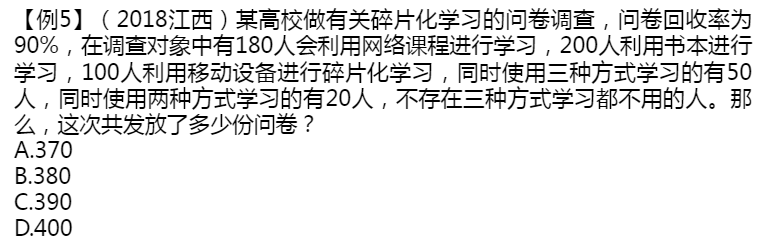 【例5】（2018江西）某高校做有关碎片化学习的问卷调查，问卷回收率为
90%，在调查对象中有180人会利用网络课程进行学习，200人利用书本进行
学习，100人利用移动设备进行碎片化学习，同时使用三种方式学习的有50
人，同时使用两种方式学习的有20人，不存在三种方式学习都不用的人。那
么，这次共发放了多少份问卷？
A.370
B.380
C.390
D.400